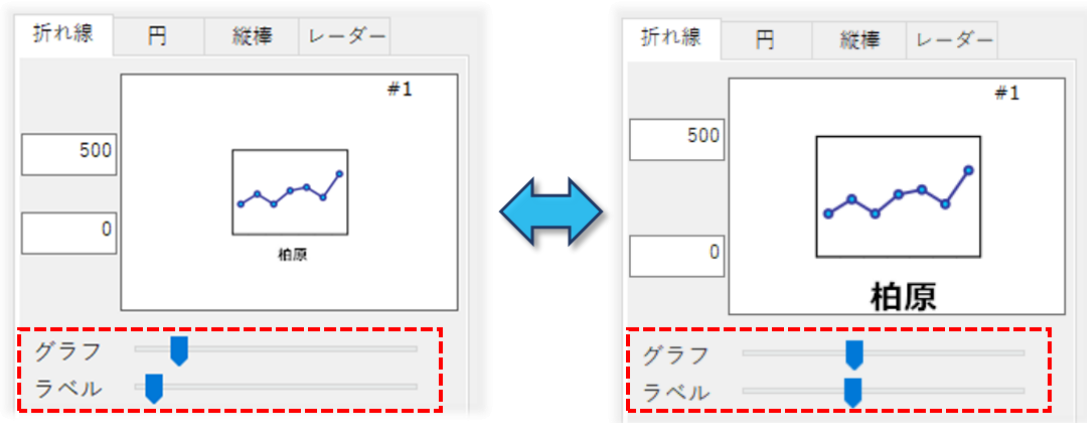 折れ線 円 縦棒 レーダー
#1
500
0
柏原
グラフ
ラベル
折れ線 円 縦棒 レーダー
#1
500
0
柏原
グラフ
ラベル